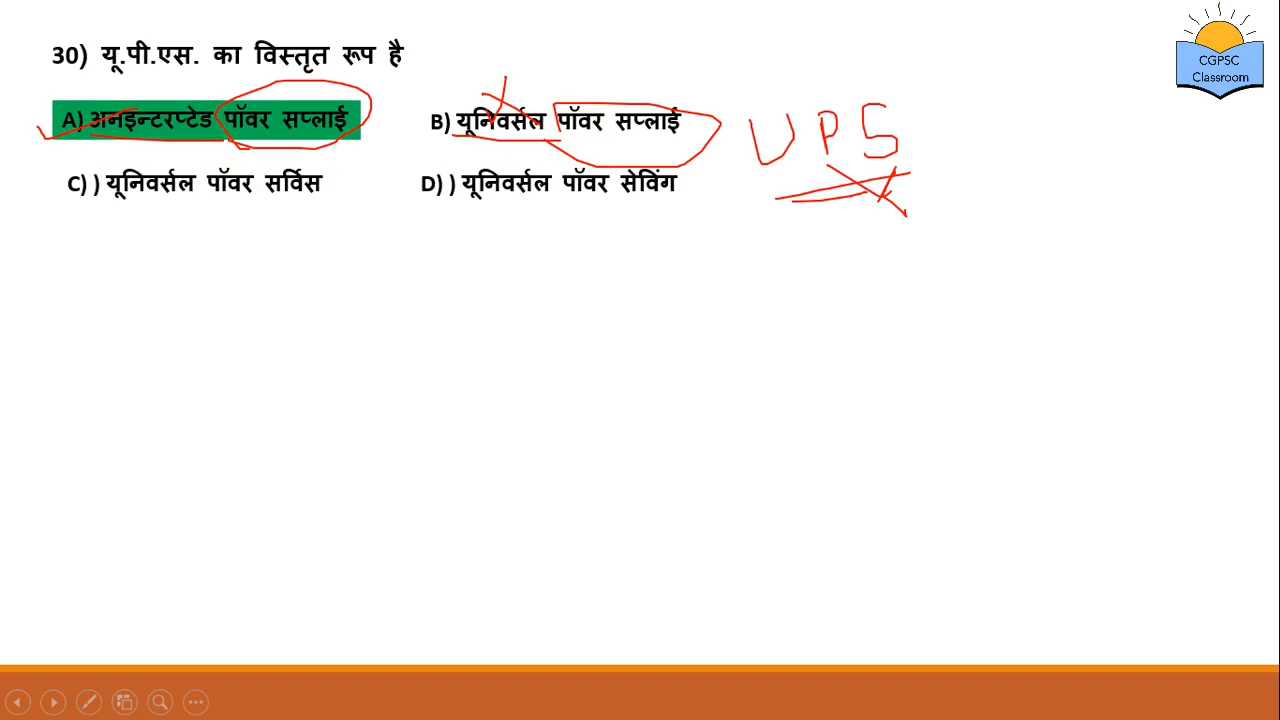 30) यू.पी.एस. का विस्तृत रूप है
A) अनइन्टरप्टेड पॉवर सप्लाई
B) यूनिवर्सल पॉवर सप्लाई
C) ) यूनिवर्सल पॉवर सर्विस
D) ) यूनिवर्सल पॉवर सेविंग
UPS
CGPSC
Classroom